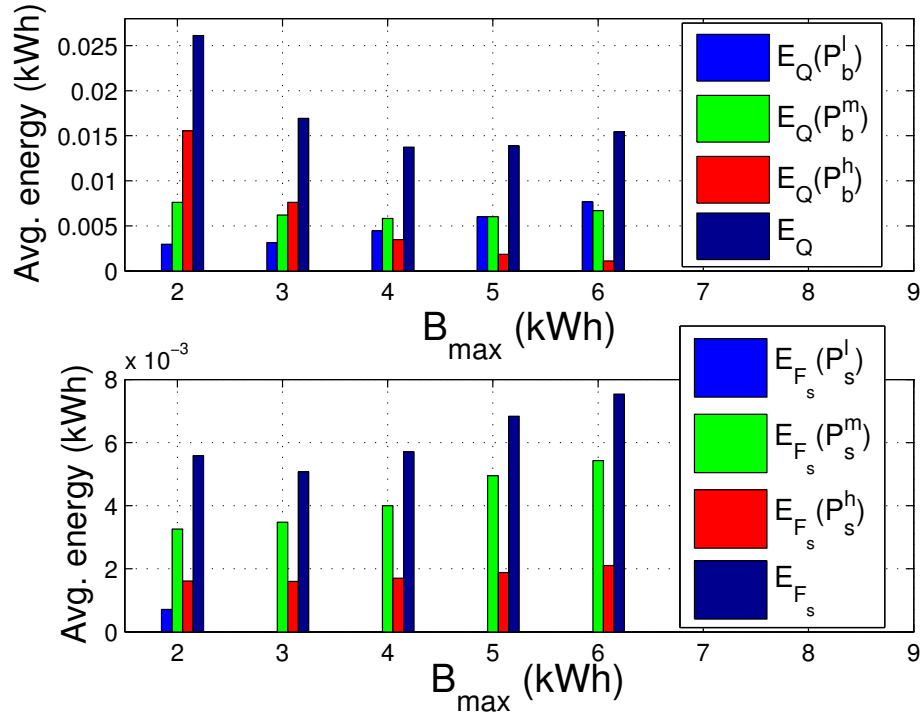 Avg. energy (kWh)
0.025
0.02
0.015
0.01
0.005
0
2 3 4 5 6 7 8 9
B_max (kWh)
E_Q(P_b^l)
E_Q(P_b^m)
E_Q(P_b^h)
E_Q
x 10^−3
Avg. energy (kWh)
8
6
4
2
0
2 3 4 5 6 7 8 9
B_max (kWh)
E_F_s(P_s^l)
E_F_s(P_s^m)
E_F_s(P_s^h)
E_F_s